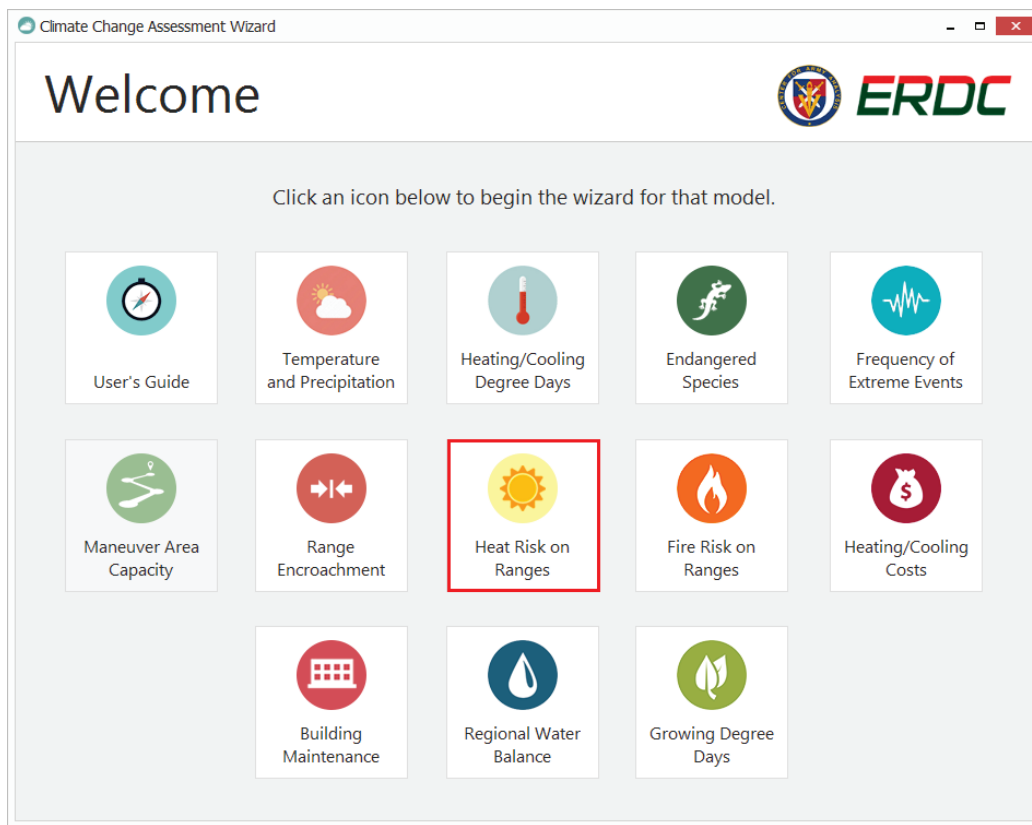 Climate Change Assessment Wizard
Welcome
ERDC
Click an icon below to begin the wizard for that model.
User's Guide
Temperature
and Precipitation
Heating/Cooling
Degree Days
Endangered
Species
Frequency of
Extreme Events
Maneuver Area
Capacity
Range
Encroachment
Heat Risk on
Ranges
Fire Risk on
Ranges
$
Heating/Cooling
Costs
Building
Maintenance
Regional Water
Balance
Growing Degree
Days